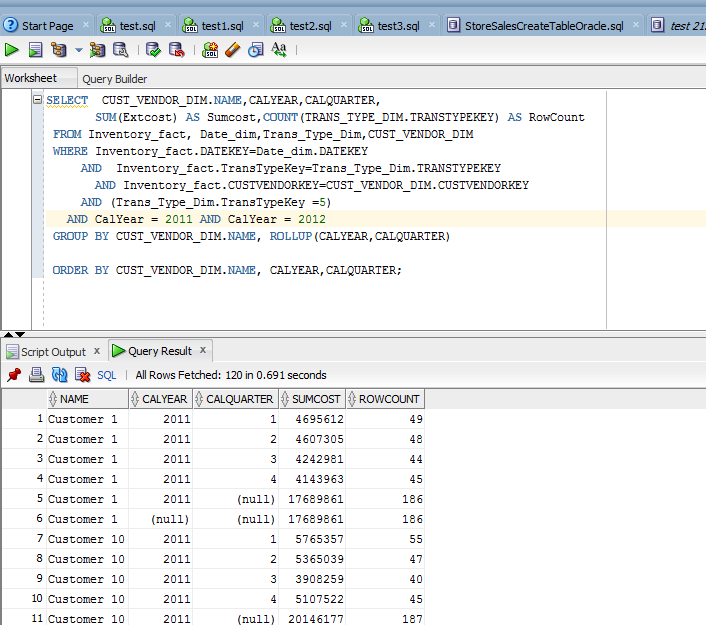 Start Page × test.sql × test1.sql × test2.sql × test3.sql × StoreSalesCreateTableOracle.sql × test 21
Worksheet Query Builder
SELECT CUST_VENDOR_DIM.NAME,CALYEAR,CALQUARTER,
SUM(Extcost) AS Sumcost,COUNT(TRANS_TYPE_DIM.TRANSTYPEKEY) AS RowCount
FROM Inventory_fact, Date_dim,Trans_Type_Dim,CUST_VENDOR_DIM
WHERE Inventory_fact.DATEKEY=Date_dim.DATEKEY
AND Inventory_fact.TransTypeKey=Trans_Type_Dim.TRANSTYPEKEY
AND Inventory_fact.CUSTVENDORKEY=CUST_VENDOR_DIM.CUSTVENDORKEY
AND (Trans_Type_Dim.TransTypeKey =5)
AND CalYear = 2011 AND CalYear = 2012
GROUP BY CUST_VENDOR_DIM.NAME, ROLLUP(CALYEAR,CALQUARTER)
ORDER BY CUST_VENDOR_DIM.NAME, CALYEAR,CALQUARTER;
Script Output × Query Result ×
SQL | All Rows Fetched: 120 in 0.691 seconds
NAME CALYEAR CALQUARTER SUMCOST ROWCOUNT
1 Customer 1 2011 1 4695612 49
2 Customer 1 2011 2 4607305 48
3 Customer 1 2011 3 4242981 44
4 Customer 1 2011 4 4143963 45
5 Customer 1 2011 (null) 17689861 186
6 Customer 1 (null) (null) 17689861 186
7 Customer 10 2011 1 5765357 55
8 Customer 10 2011 2 5365039 47
9 Customer 10 2011 3 3908259 40
10 Customer 10 2011 4 5107522 45
11 Customer 10 2011 (null) 20146177 187